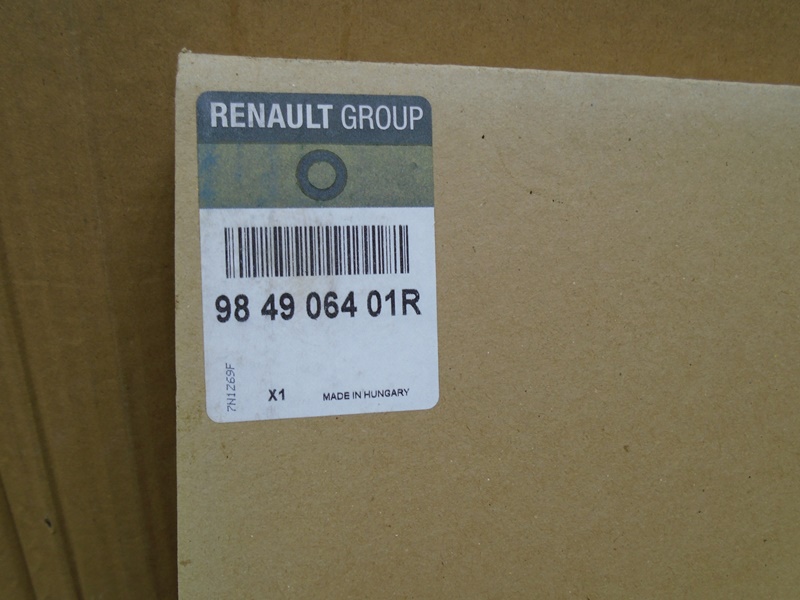 RENAULT GROUP
98 49 064 01R
7N1Z69F
X1
MADE IN HUNGARY